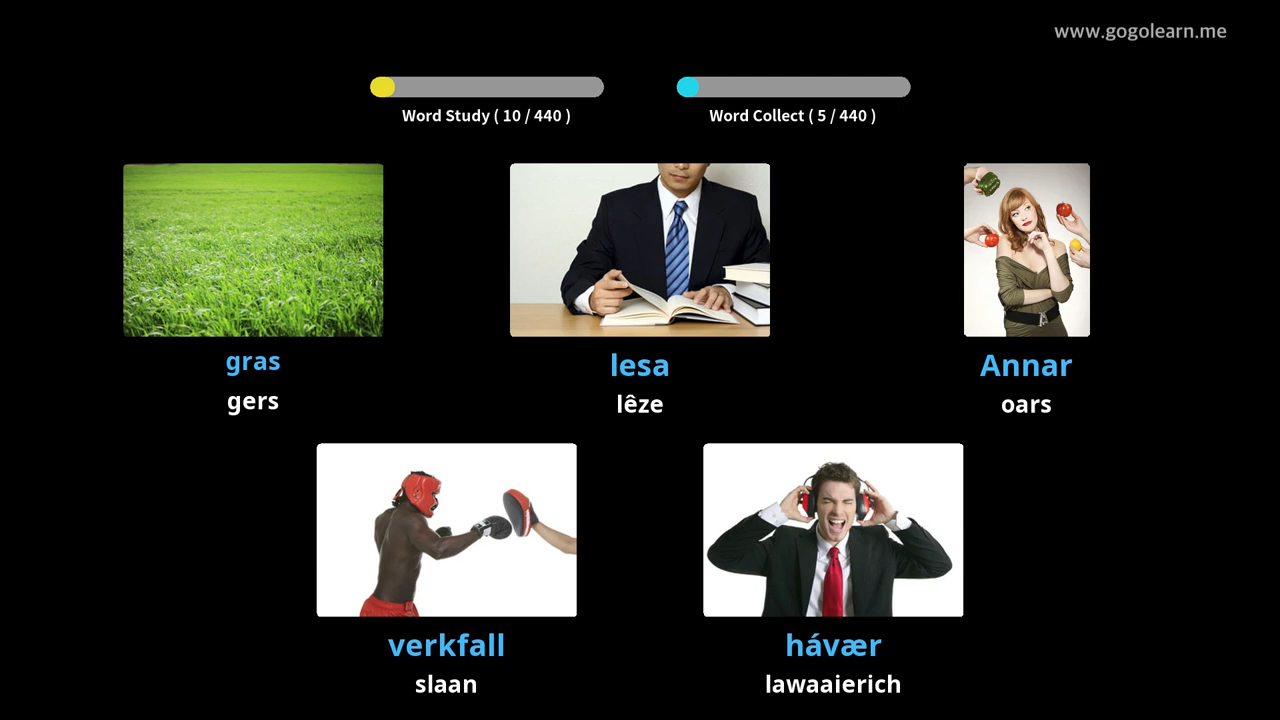 www.gogolearn.me
Word Study ( 10 / 440 )
Word Collect ( 5 / 440 )
gras
gers
lesa
lêze
Annar
oars
verkfall
slaan
hávær
lawaaierich